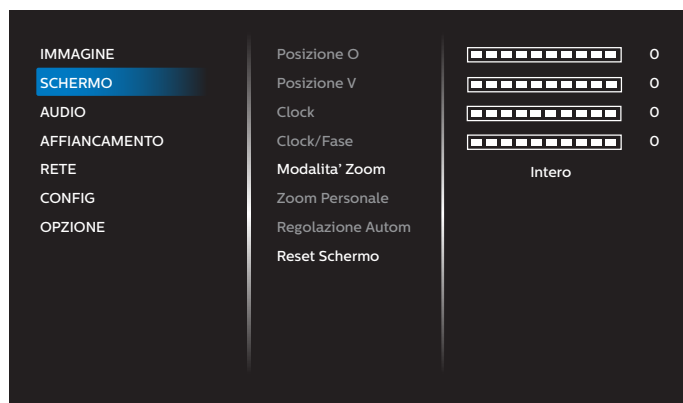 IMMAGINE Posizione O 0
SCHERMO Posizione V 0
AUDIO Clock 0
AFFIANCAMENTO Clock/Fase 0
RETE Modalita’ Zoom Intero
CONFIG Zoom Personale
OPZIONE Regolazione Autom
Reset Schermo